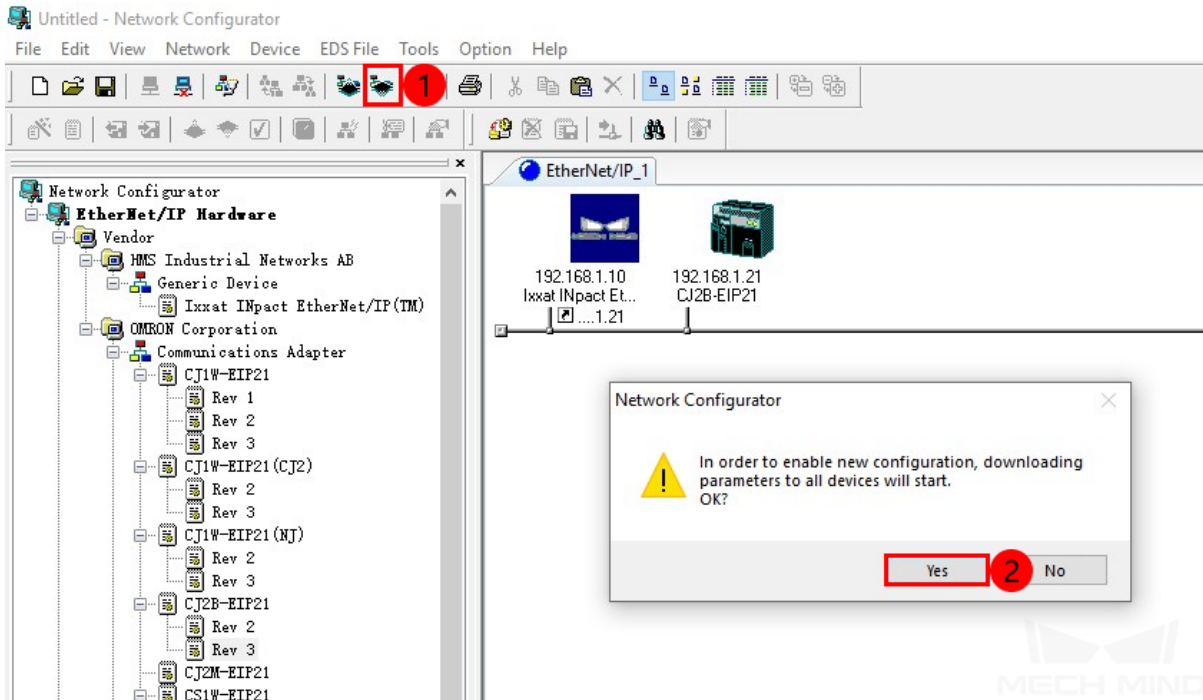 Untitled - Network Configurator
File Edit View Network Device EDS File Tools Option Help
1
EtherNet/IP_1
Network Configurator
EtherNet/IP Hardware
Vendor
HMS Industrial Networks AB
Generic Device
Ixxat INpact EtherNet/IP(TM)
OMRON Corporation
Communications Adapter
CJ1W-EIP21
Rev 1
Rev 2
Rev 3
CJ1W-EIP21(CJ2)
Rev 2
Rev 3
CJ1W-EIP21(NJ)
Rev 2
Rev 3
CJ2B-EIP21
Rev 2
Rev 3
CJ2M-EIP21
CS1W-EIP21
192.168.1.10
Ixxat INpact Et...
....1.21
192.168.1.21
CJ2B-EIP21
Network Configurator
In order to enable new configuration, downloading
parameters to all devices will start.
OK?
Yes
2
No
MECH MIND